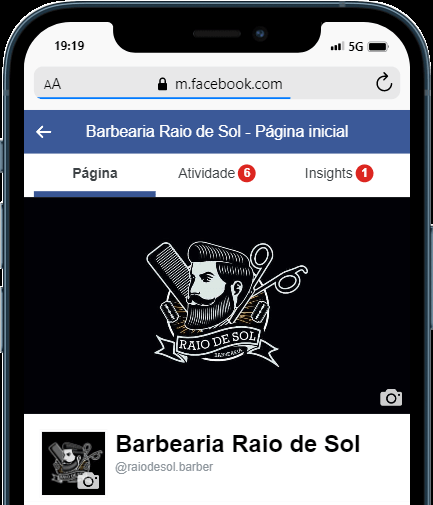 19:19 5G
AA m.facebook.com
Barbearia Raio de Sol - Página inicial
Página Atividade 6 Insights 1
RAIO DE SOL
BARBEARIA
Barbearia Raio de Sol
@raiodesol.barber